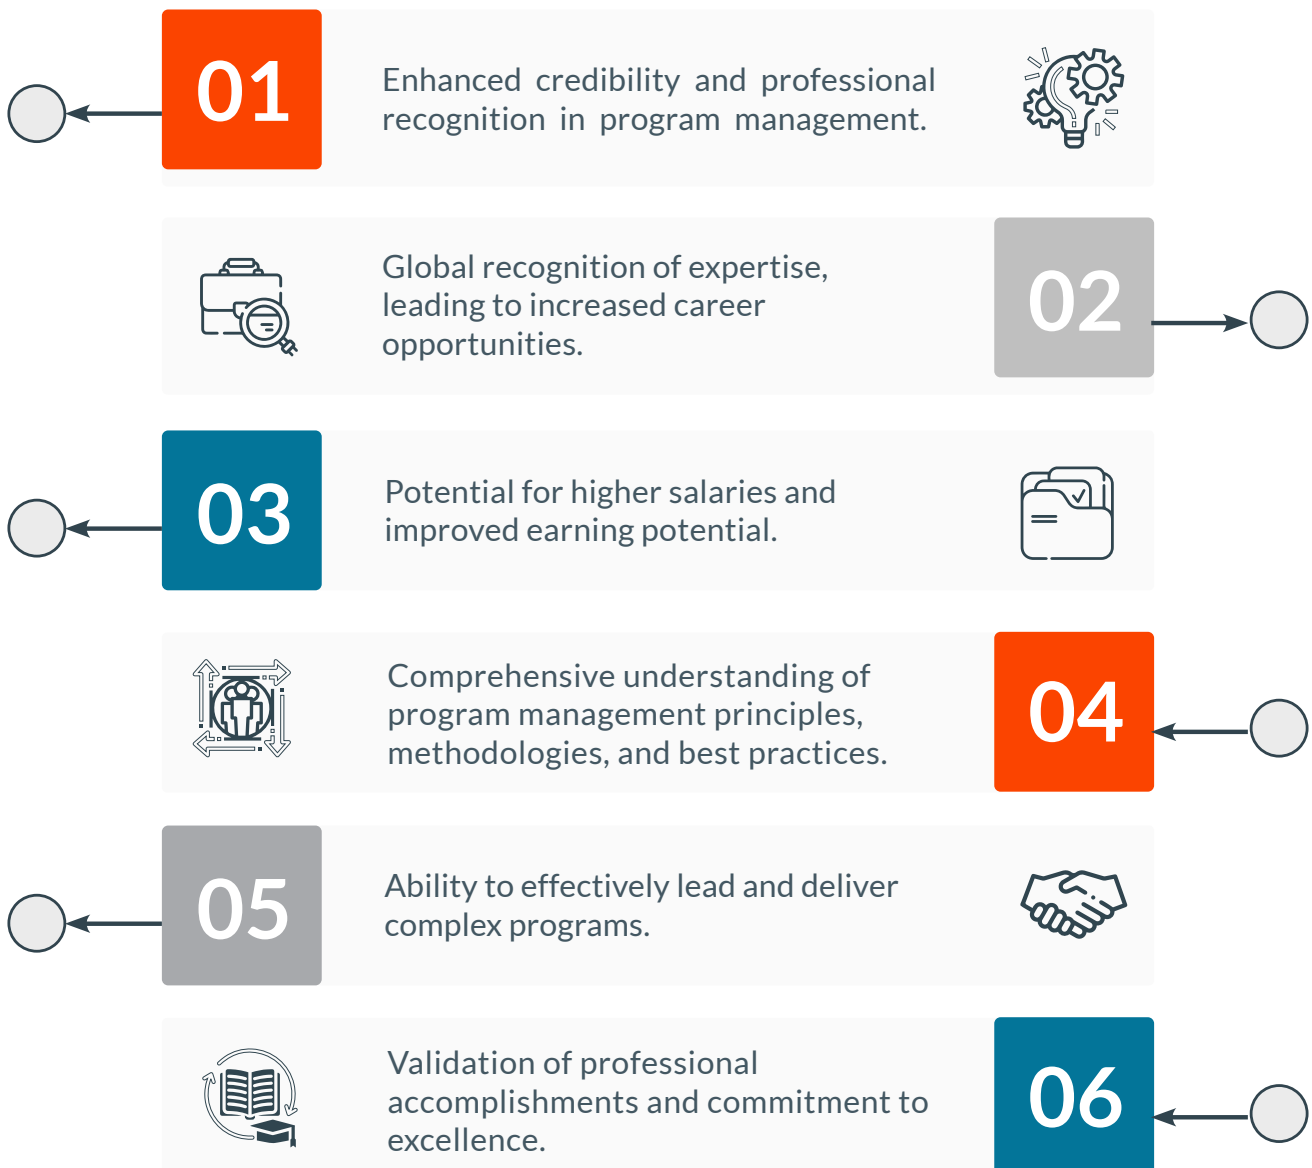 01
Enhanced credibility and professional
recognition in program management.
Global recognition of expertise,
leading to increased career
opportunities.
02
03
Potential for higher salaries and
improved earning potential.
Comprehensive understanding of
program management principles,
methodologies, and best practices.
04
05
Ability to effectively lead and deliver
complex programs.
Validation of professional
accomplishments and commitment to
excellence.
06